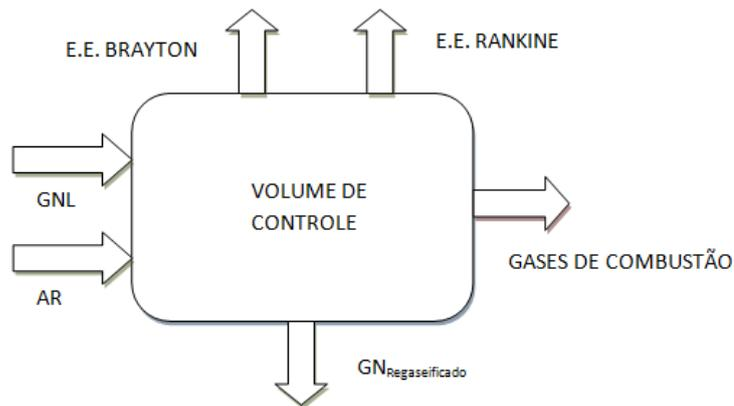 E.E. BRAYTON
E.E. RANKINE
GNL
VOLUME DE
CONTROLE
AR
GASES DE COMBUSTÃO
GNRegaseificado